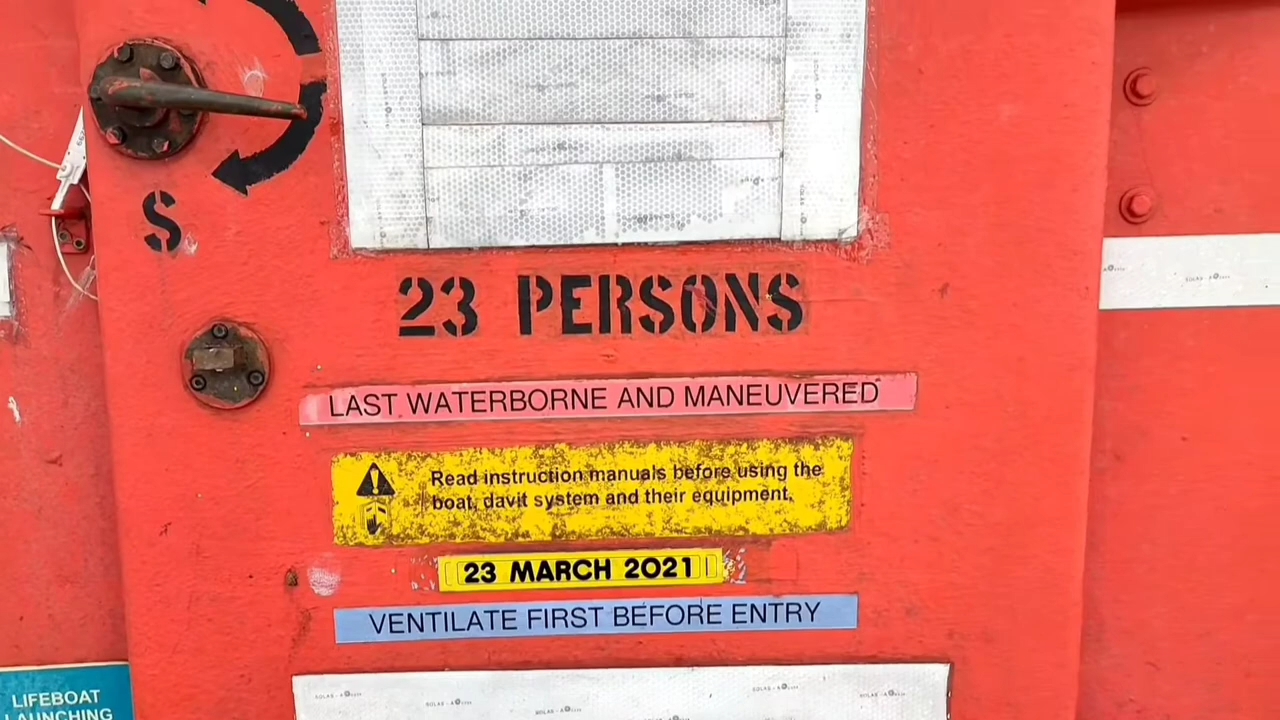 S
23 PERSONS
LAST WATERBORNE AND MANEUVERED
Read instruction manuals before using the
boat, davit system and their equipment.
23 MARCH 2021
VENTILATE FIRST BEFORE ENTRY
LIFEBOAT
LAUNCHING